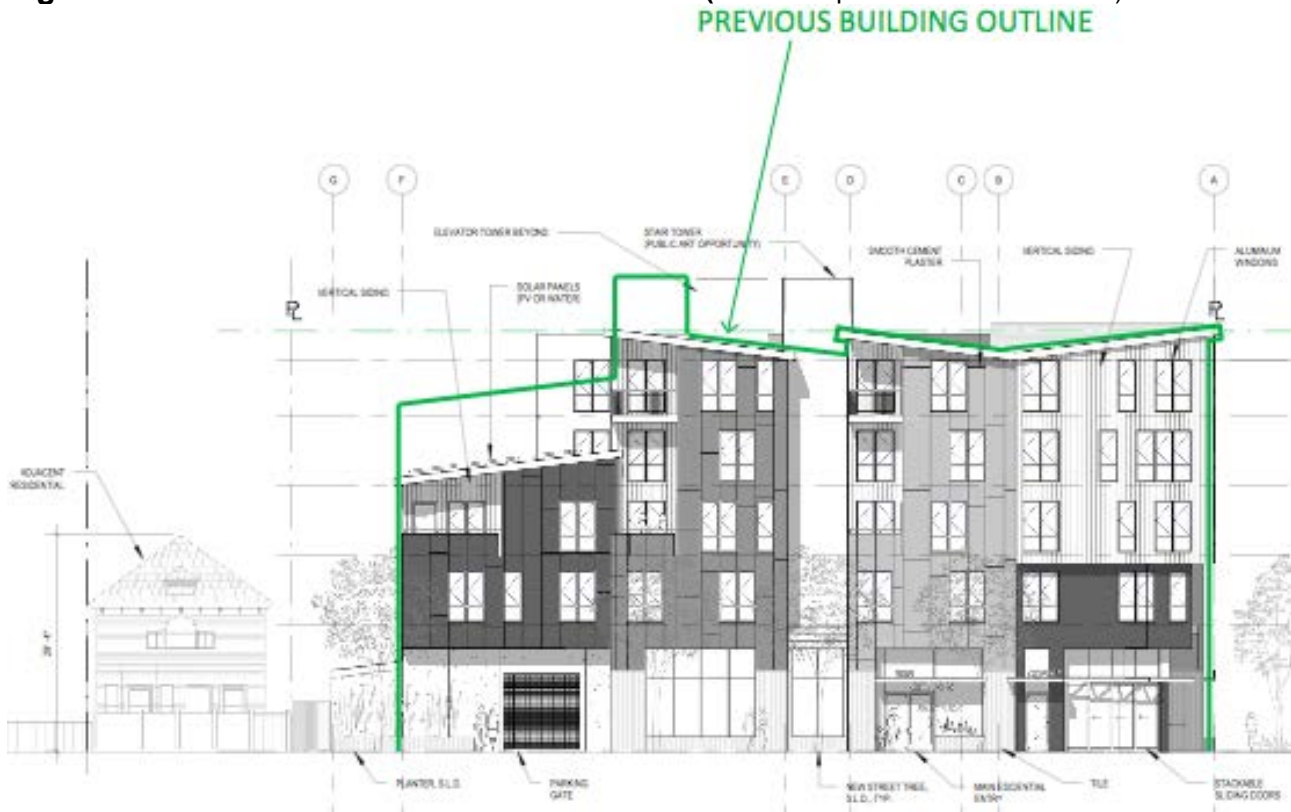 PREVIOUS BUILDING OUTLINE
G
F
E
D
C
B
A
ELEVATOR TOWER BEYOND
STAIR TOWER
(PUBLIC ART OPPORTUNITY)
SMOOTH CEMENT
PLASTER
VERTICAL SIDING
ALUMINUM
WINDOWS
VERTICAL SIDING
SOLAR PANELS
(PV OR WATER)
PL
PL
ADJACENT
RESIDENTIAL
PLANTER, S.L.D.
PARKING
GATE
NEW STREET TREE,
S.L.D., TYP.
MAIN RESIDENTIAL
ENTRY
TILE
STACKABLE
SLIDING DOORS